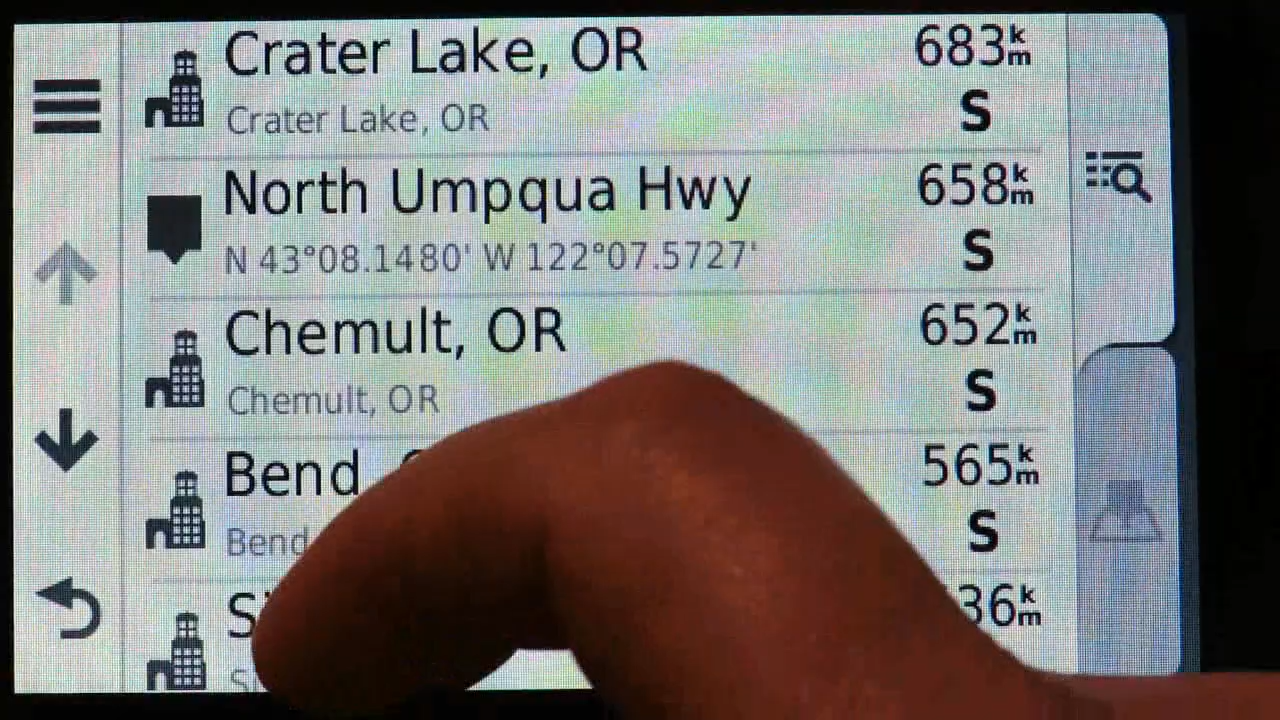 Crater Lake, OR 683km
Crater Lake, OR S
North Umpqua Hwy 658km
N 43°08.1480' W 122°07.5727' S
Chemult, OR 652km
Chemult, OR S
Bend 565km
Bend S
36km